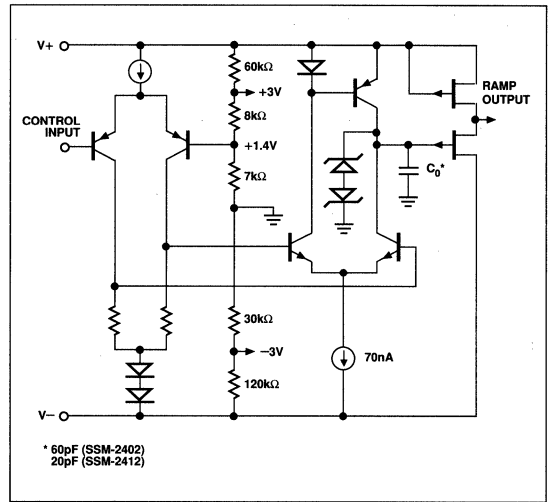 V+
60kΩ
+3V
8kΩ
+1.4V
7kΩ
CONTROL
INPUT
RAMP
OUTPUT
C₀*
30kΩ
−3V
120kΩ
70nA
V−
* 60pF (SSM-2402)
20pF (SSM-2412)